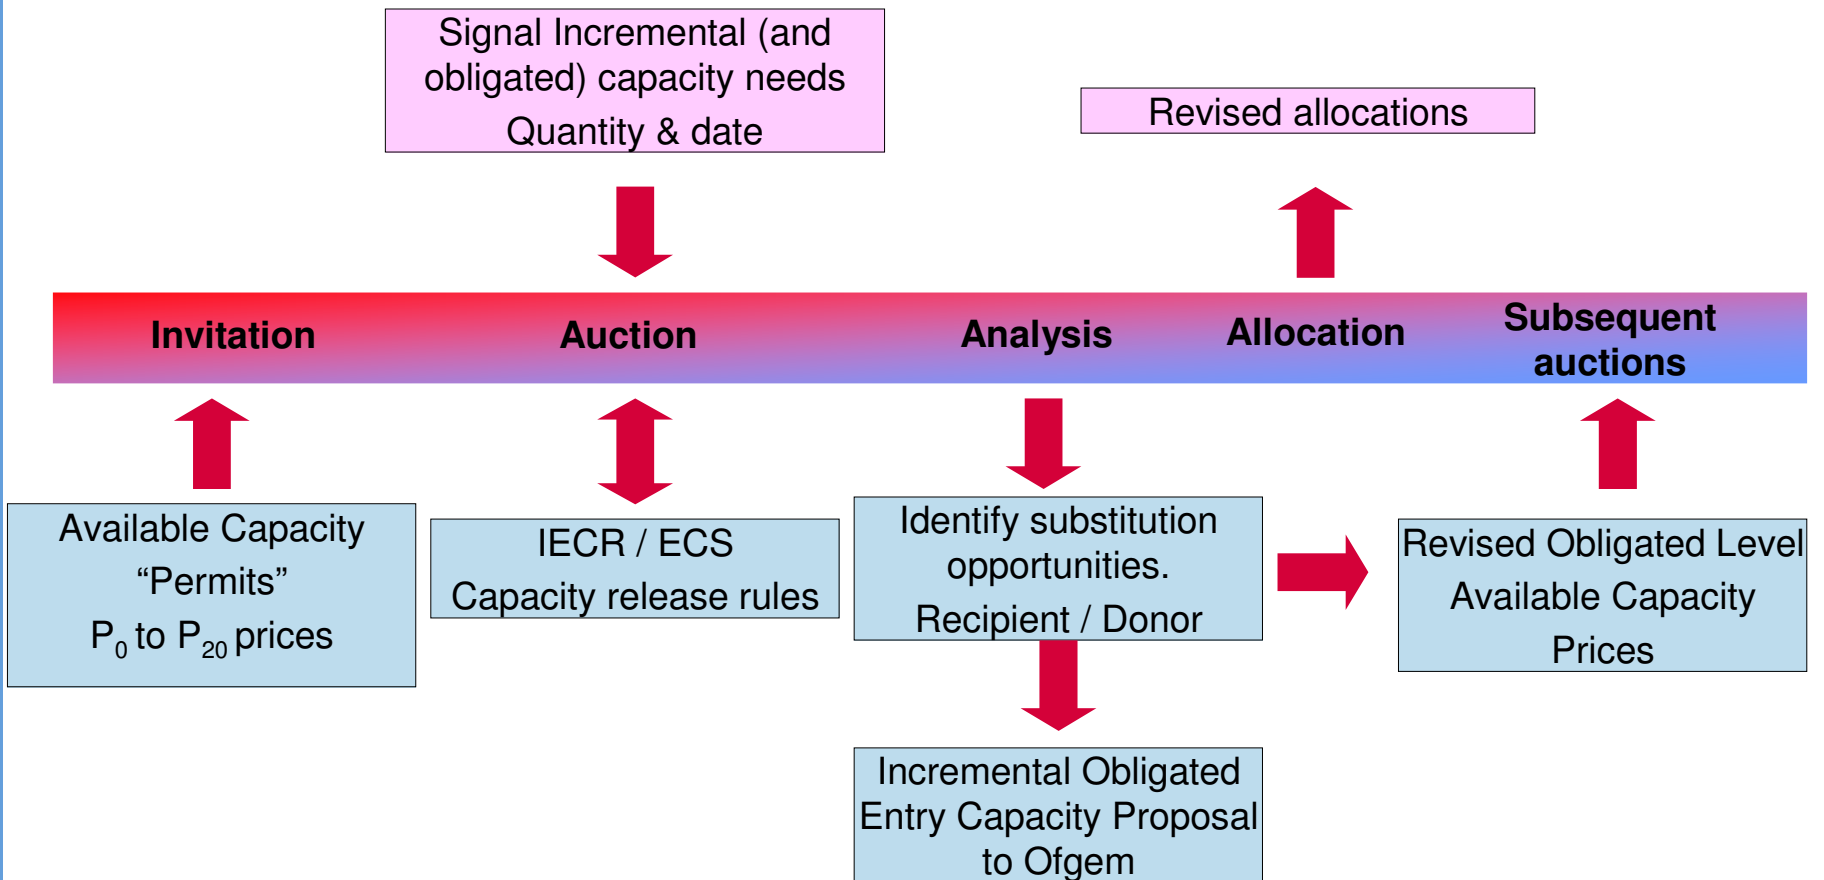 Signal Incremental (and
obligated) capacity needs
Quantity & date
Revised allocations
Invitation
Auction
Analysis
Allocation
Subsequent
auctions
Available Capacity
“Permits”
P0 to P20 prices
IECR / ECS
Capacity release rules
Identify substitution
opportunities.
Recipient / Donor
Revised Obligated Level
Available Capacity
Prices
Incremental Obligated
Entry Capacity Proposal
to Ofgem